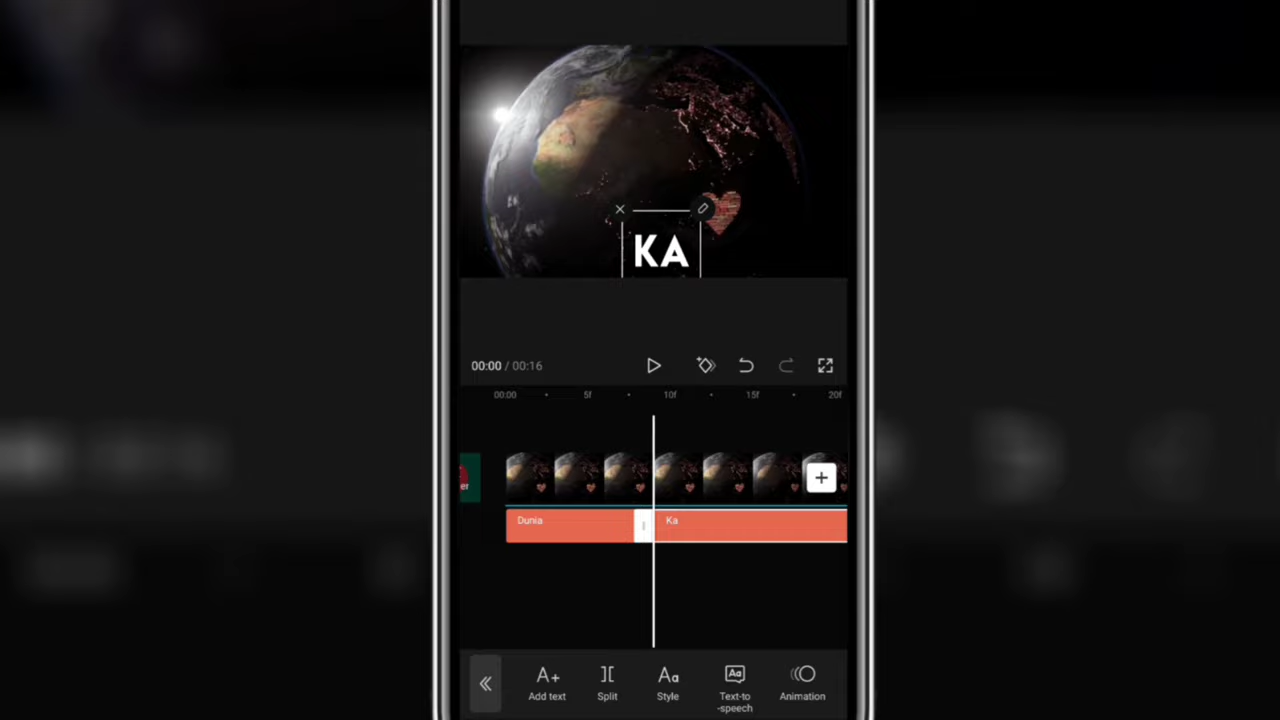 KA
00:00 / 00:16
00:00 5f 10f 15f 20f
er
Dunia Ka
Add text Split Style Text-to-speech Animation